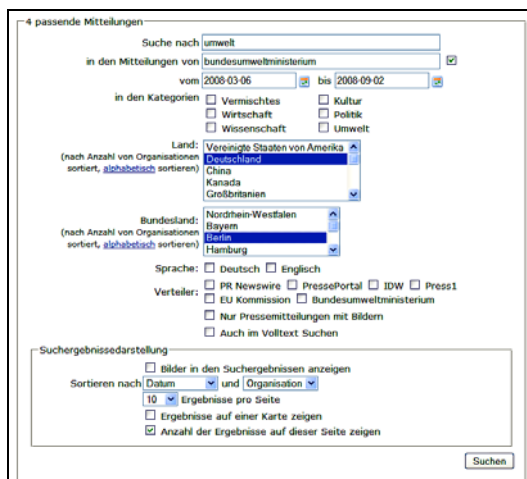 4 passende Mitteilungen
Suche nach umwelt
in den Mitteilungen von bundesumweltministerium
vom 2008-03-06 bis 2008-09-02
in den Kategorien Vermischtes Kultur
Wirtschaft Politik
Wissenschaft Umwelt
Land: Vereinigte Staaten von Amerika
(nach Anzahl von Organisationen Deutschland
sortiert, alphabetisch sortieren) China
Kanada
Großbritanien
Nordrhein-Westfalen
Bundesland: Bayern
(nach Anzahl von Organisationen Berlin
sortiert, alphabetisch sortieren) Hamburg
Sprache: Deutsch Englisch
Verteiler: PR Newswire PressePortal IDW Press1
EU Kommission Bundesumweltministerium
Nur Pressemitteilungen mit Bildern
Auch im Volltext Suchen
Suchergebnissedarstellung
Bilder in den Suchergebnissen anzeigen
Sortieren nach Datum und Organisation
10 Ergebnisse pro Seite
Ergebnisse auf einer Karte zeigen
Anzahl der Ergebnisse auf dieser Seite zeigen
Suchen